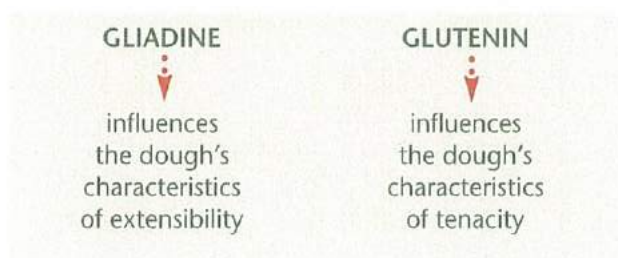 GLIADINE
influences
the dough's
characteristics
of extensibility
GLUTENIN
influences
the dough's
characteristics
of tenacity